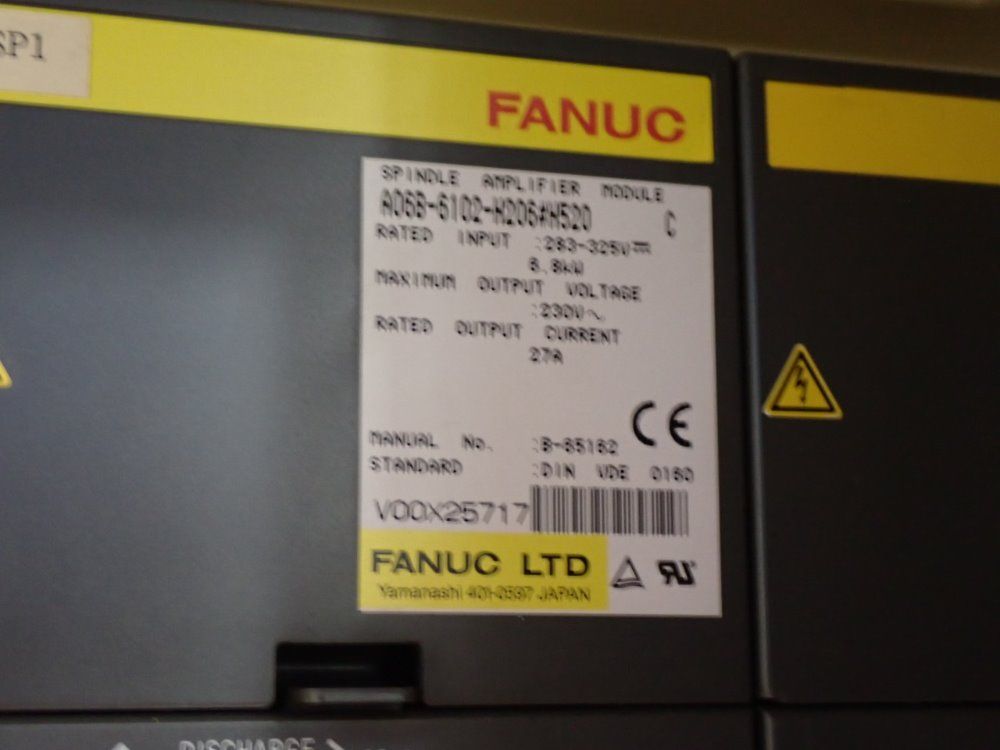 SP1
FANUC
SPINDLE AMPLIFIER MODULE
A06B-6102-H206#H520 C
RATED INPUT :283-325V⎓
6.8kW
MAXIMUM OUTPUT VOLTAGE
:230V~
RATED OUTPUT CURRENT
27A
CE
MANUAL No. :B-65162
STANDARD :DIN VDE 0160
V00X25717
FANUC LTD
Yamanashi 401-0597 JAPAN
DISCHARGE